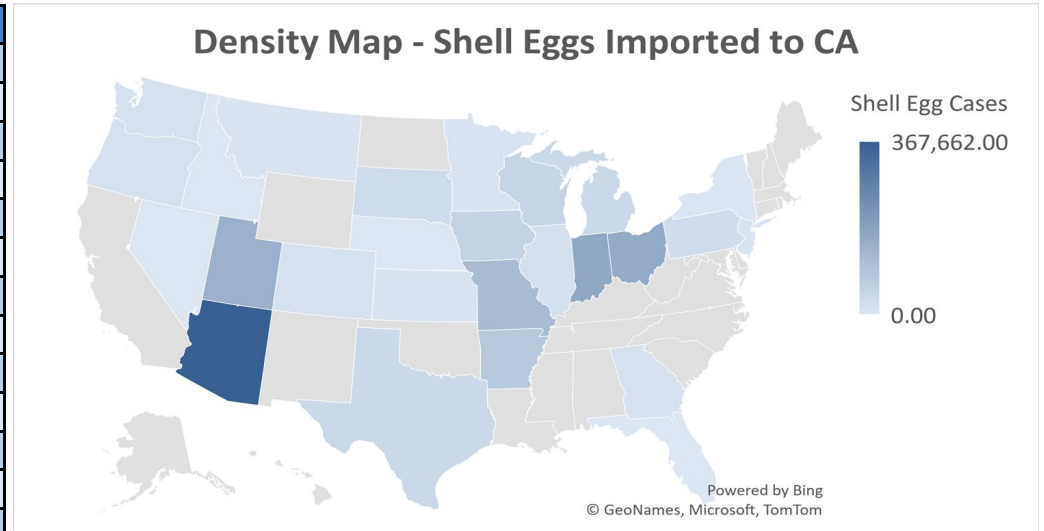 Density Map - Shell Eggs Imported to CA
Shell Egg Cases
367,662.00
0.00
Powered by Bing
© GeoNames, Microsoft, TomTom